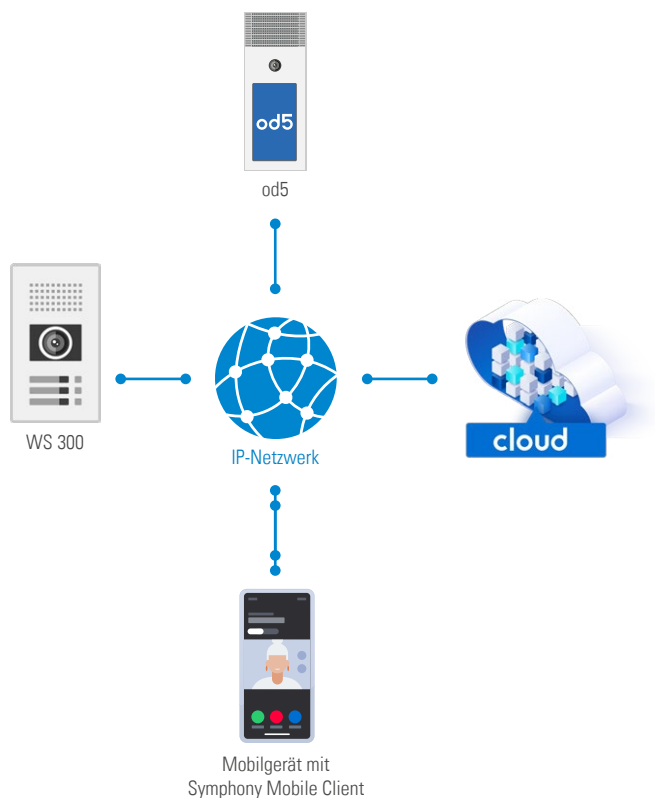 od5
od5
WS 300
IP-Netzwerk
cloud
Mobilgerät mit
Symphony Mobile Client